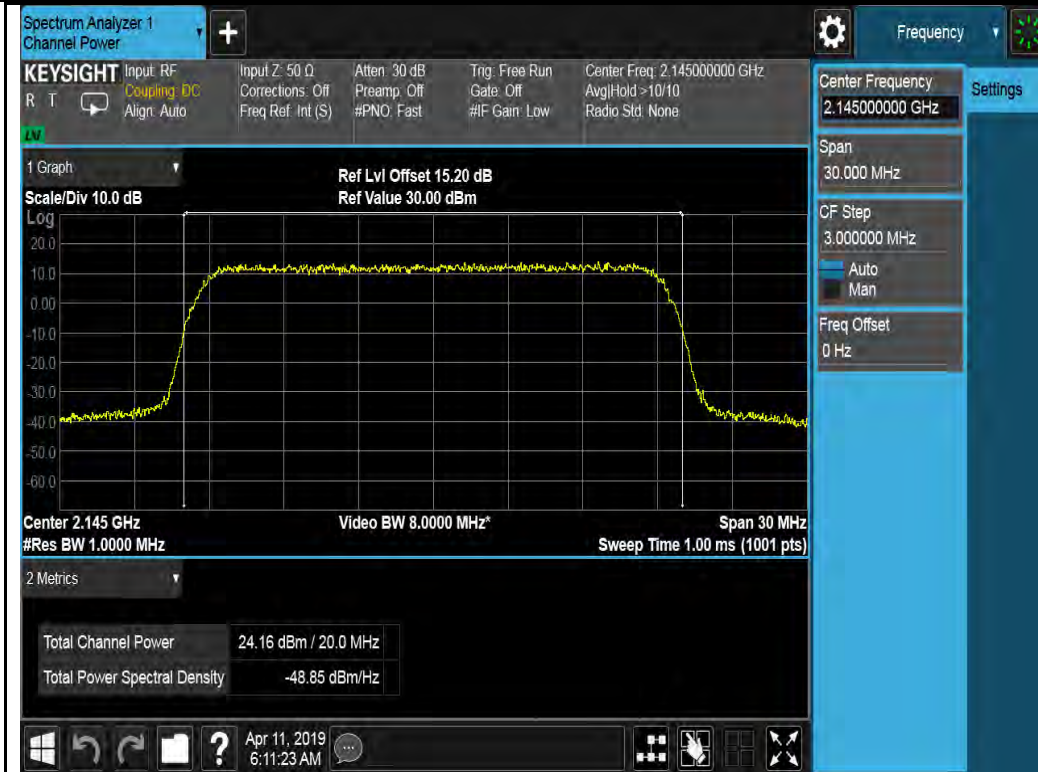 Spectrum Analyzer 1
Channel Power
+
Frequency
KEYSIGHT
R T
LV
Input: RF
Coupling: DC
Align: Auto
Input Z: 50 Ω
Corrections: Off
Freq Ref: Int (S)
Atten: 30 dB
Preamp: Off
#PNO: Fast
Trig: Free Run
Gate: Off
#IF Gain: Low
Center Freq: 2.145000000 GHz
Avg|Hold >10/10
Radio Std: None
Center Frequency
2.145000000 GHz
Settings
Span
30.000 MHz
CF Step
3.000000 MHz
Auto
Man
Freq Offset
0 Hz
1 Graph
Scale/Div 10.0 dB
Ref Lvl Offset 15.20 dB
Ref Value 30.00 dBm
Log
20.0
10.0
0.00
-10.0
-20.0
-30.0
-40.0
-50.0
-60.0
Center 2.145 GHz
#Res BW 1.0000 MHz
Video BW 8.0000 MHz*
Span 30 MHz
Sweep Time 1.00 ms (1001 pts)
2 Metrics
Total Channel Power 24.16 dBm / 20.0 MHz
Total Power Spectral Density -48.85 dBm/Hz
?
Apr 11, 2019
6:11:23 AM